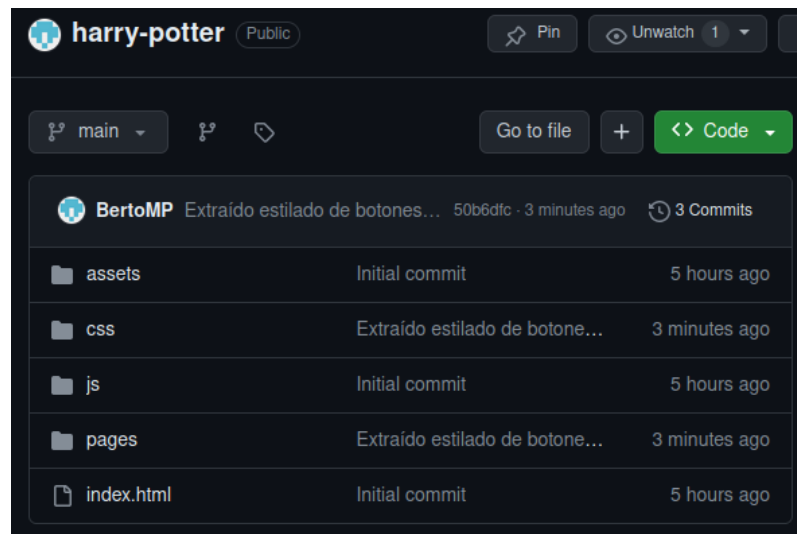 harry-potter Public Pin Unwatch 1
main Go to file + Code
BertoMP Extraído estilado de botones… 50b6dfc · 3 minutes ago 3 Commits
assets Initial commit 5 hours ago
css Extraído estilado de botone… 3 minutes ago
js Initial commit 5 hours ago
pages Extraído estilado de botone… 3 minutes ago
index.html Initial commit 5 hours ago